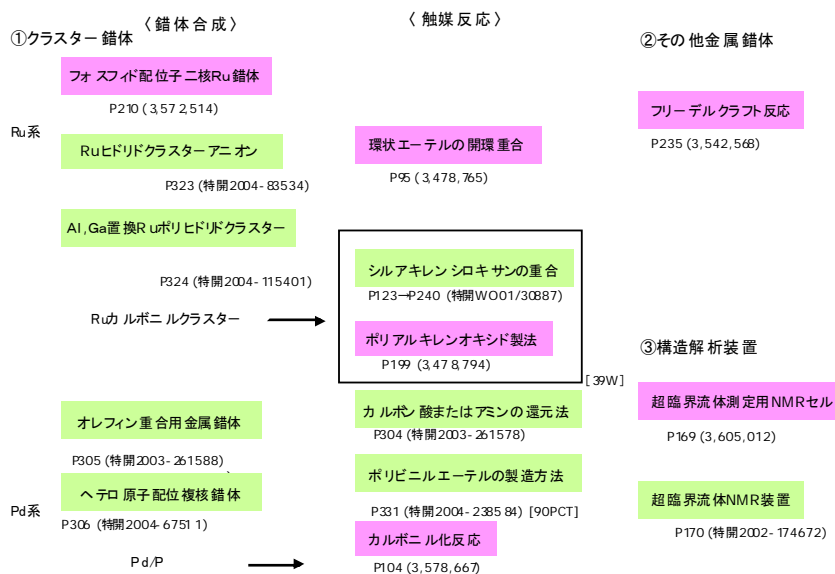 〈錯体合成〉
①クラスター錯体
フォスフィド配位子二核Ru錯体
P210 (3,572,514)
Ru系
Ruヒドリドクラスターアニオン
P323 (特開2004-83534)
Al,Ga置換Ruポリヒドリドクラスター
P324 (特開2004-115401)
Ruカルボニルクラスター
オレフィン重合用金属錯体
P305 (特開2003-261588)
ヘテロ原子配位複核錯体
Pd系
P306 (特開2004-67511)
Pd/P
〈触媒反応〉
環状エーテルの開環重合
P95 (3,478,765)
シルアキレンシロキサンの重合
P123→P240 (特開WO01/30887)
ポリアルキレンオキシド製法
P199 (3,478,794)
[39W]
カルボン酸またはアミンの還元法
P304 (特開2003-261578)
ポリビニルエーテルの製造方法
P331 (特開2004-238584) [90PCT]
カルボニル化反応
P104 (3,578,667)
②その他金属錯体
フリーデルクラフト反応
P235 (3,542,568)
③構造解析装置
超臨界流体測定用NMRセル
P169 (3,605,012)
超臨界流体NMR装置
P170 (特開2002-174672)